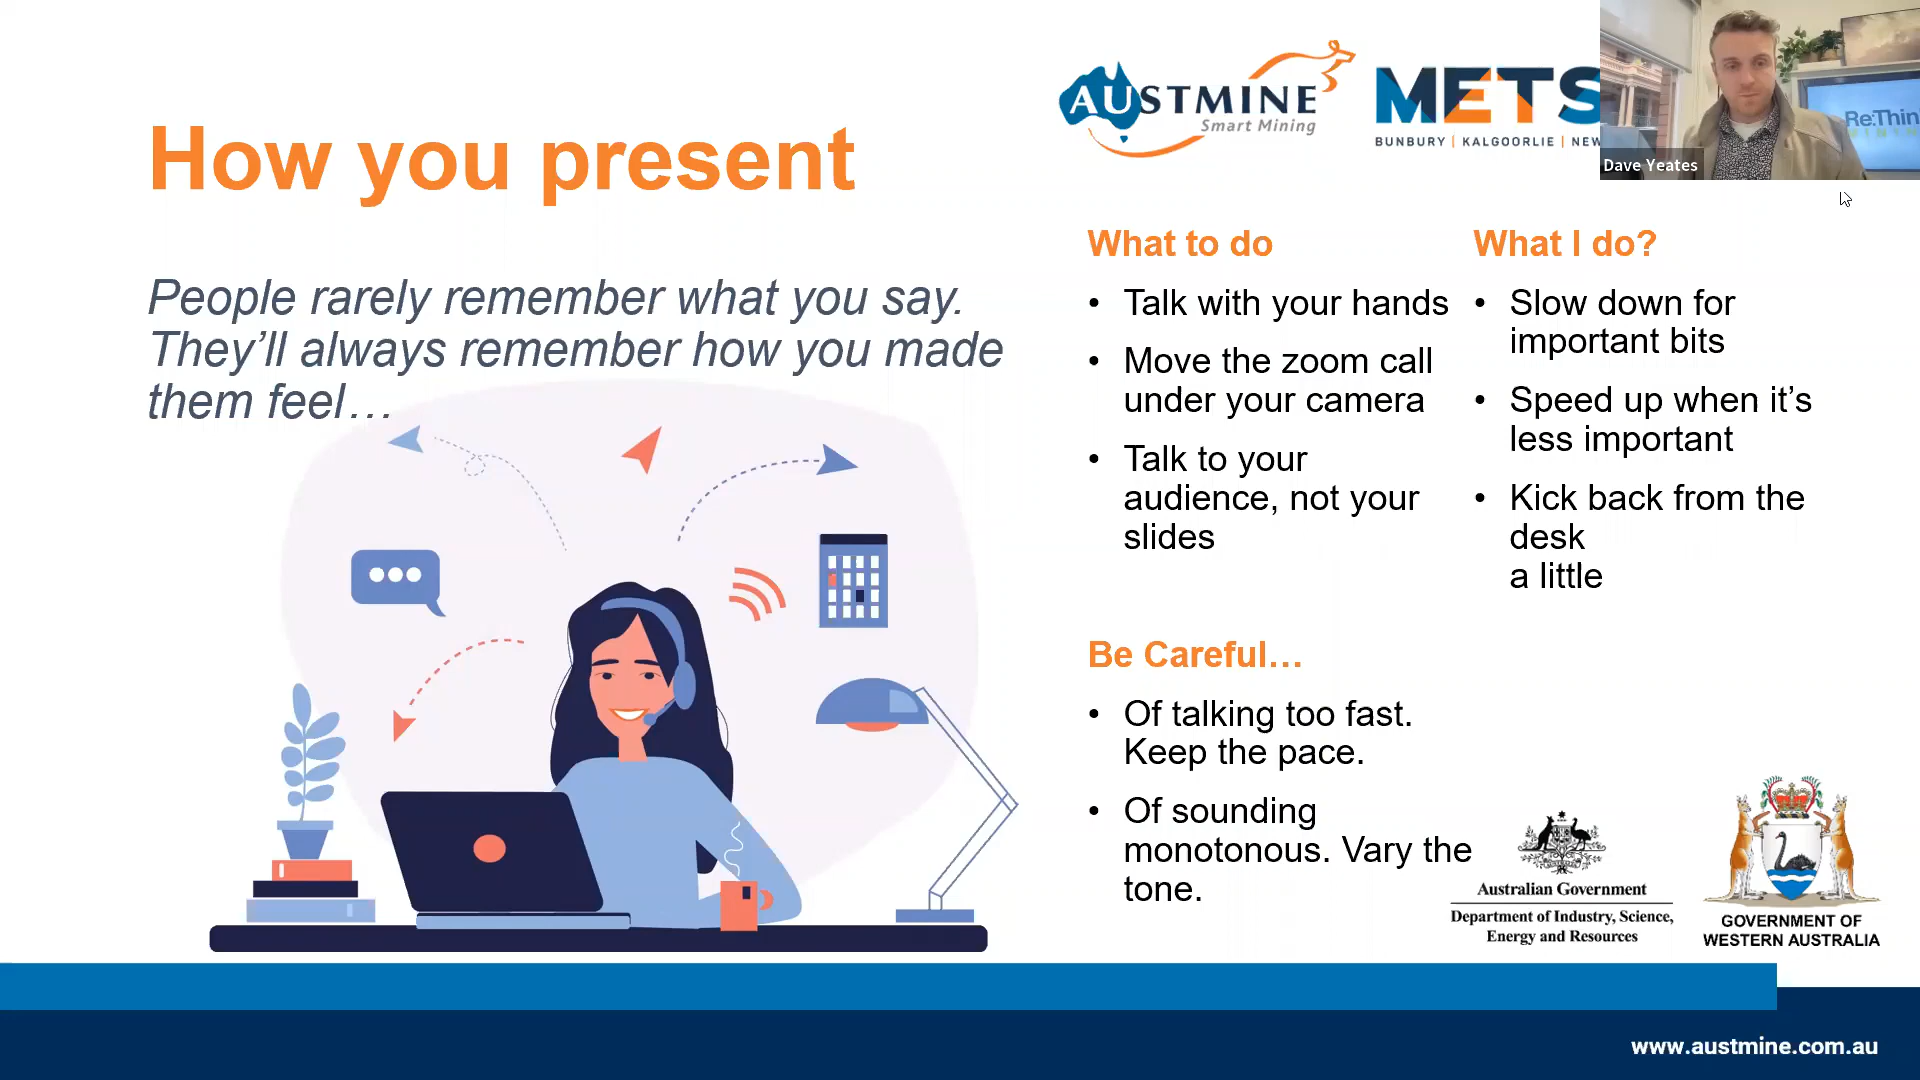 How you present
People rarely remember what you say.
They’ll always remember how you made
them feel…
AUSTMINE
Smart Mining
METS
BUNBURY | KALGOORLIE | NEW
Dave Yeates
Re:Thin
What to do
• Talk with your hands
• Move the zoom call
under your camera
• Talk to your
audience, not your
slides
What I do?
• Slow down for
important bits
• Speed up when it’s
less important
• Kick back from the
desk
a little
Be Careful…
• Of talking too fast.
Keep the pace.
• Of sounding
monotonous. Vary the
tone.
Australian Government
Department of Industry, Science,
Energy and Resources
GOVERNMENT OF
WESTERN AUSTRALIA
www.austmine.com.au